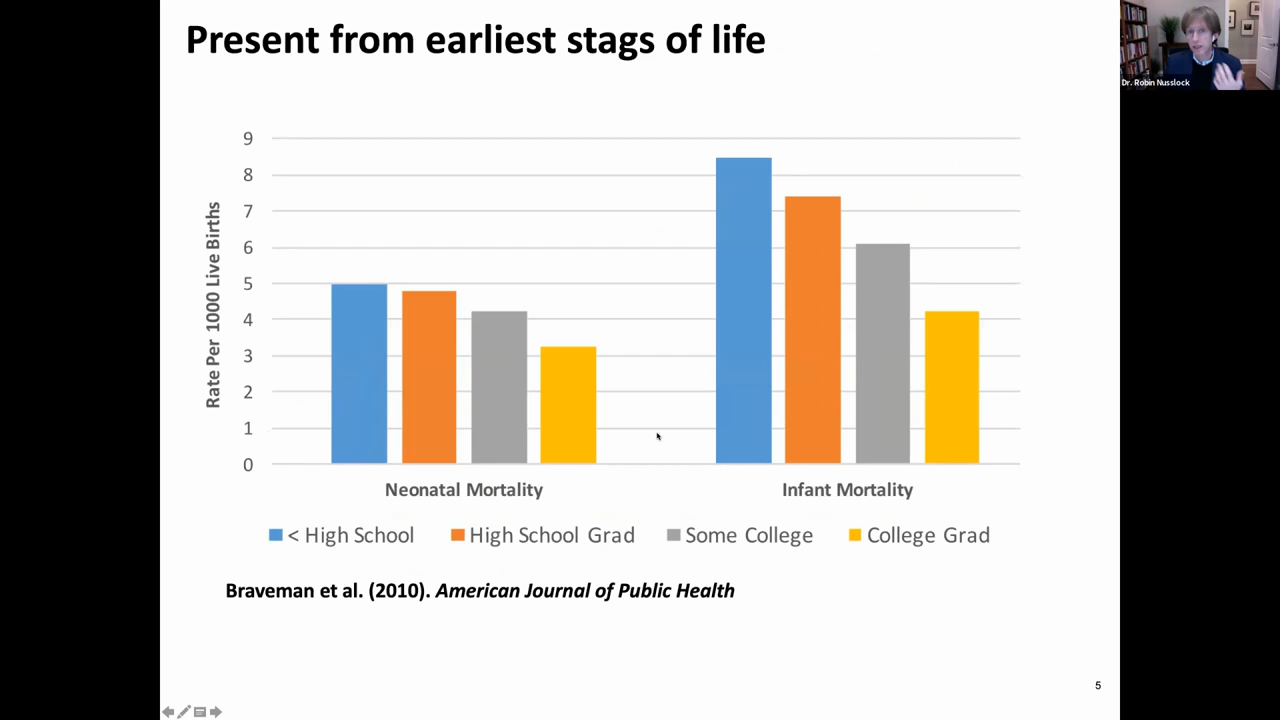 Present from earliest stags of life
Dr. Robin Nusslock
9
8
7
6
5
4
3
2
1
0
Rate Per 1000 Live Births
Neonatal Mortality
Infant Mortality
< High School
High School Grad
Some College
College Grad
Braveman et al. (2010). American Journal of Public Health
5